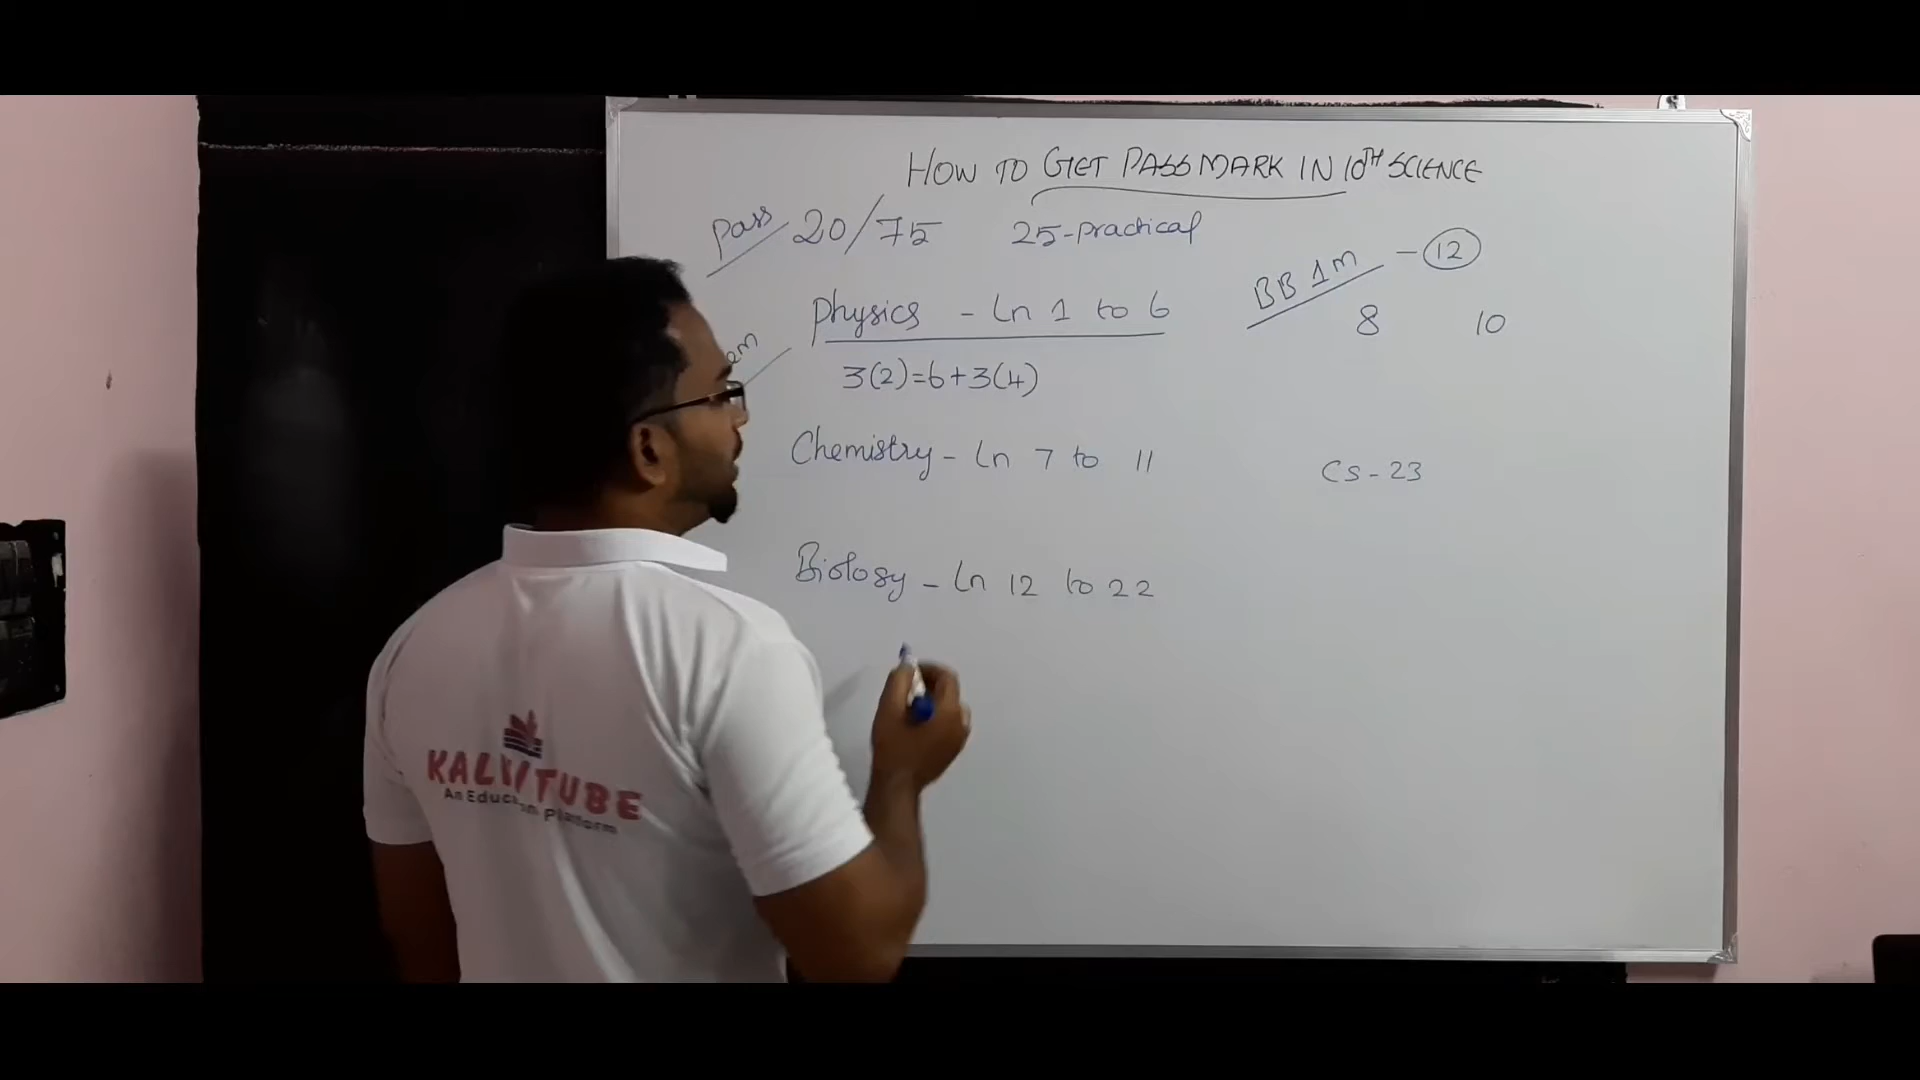 HOW TO GET PASS MARK IN 10TH SCIENCE
Pass 20/75 25-Practical
BB 1m - 12
8 10
Physics - Ln 1 to 6
3(2)=6+3(4)
Chemistry - Ln 7 to 11
CS - 23
Biology - Ln 12 to 22
KALVITUBE
An Education Platform